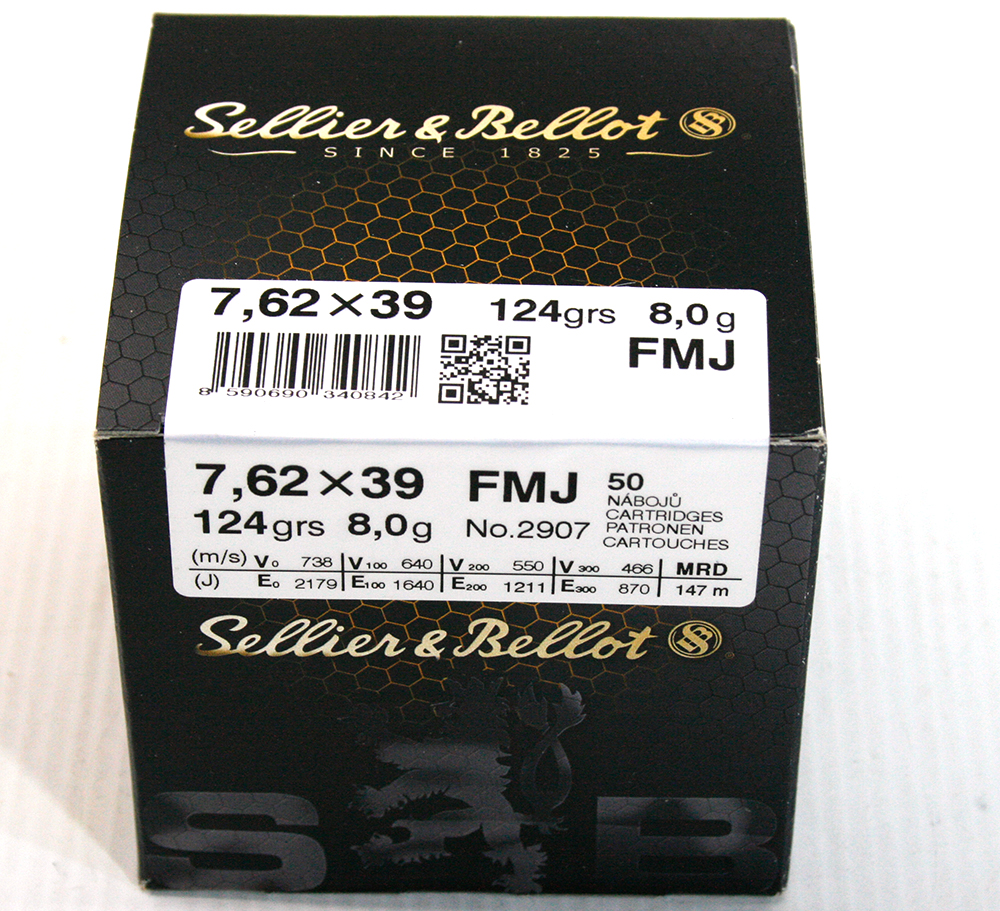 Sellier & Bellot SB
SINCE 1825
7,62×39 124grs 8,0g
FMJ
8 590690 340842
7,62×39 FMJ 50
NÁBOJŮ
124grs 8,0g No.2907 CARTRIDGES
PATRONEN
CARTOUCHES
(m/s) V0 738 V100 640 V200 550 V300 466 MRD
(J) E0 2179 E100 1640 E200 1211 E300 870 147 m
Sellier & Bellot SB
S B